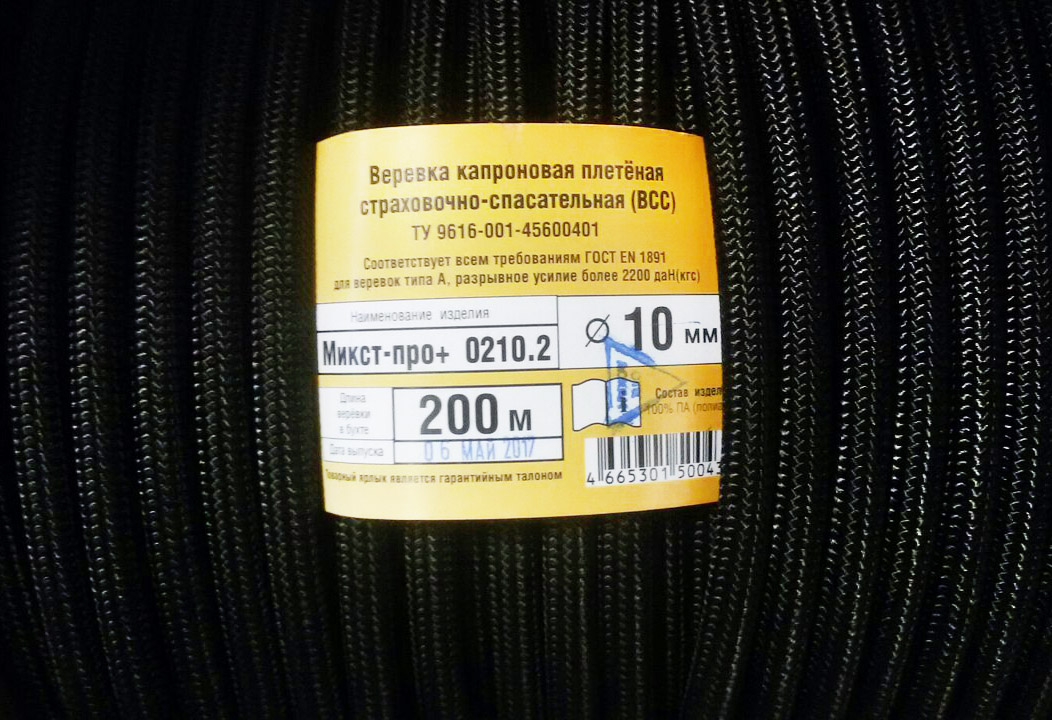 Веревка капроновая плетёная
страховочно-спасательная (ВСС)
ТУ 9616-001-45600401
Соответствует всем требованиям ГОСТ EN 1891
для веревок типа А, разрывное усилие более 2200 даН(кгс)
Наименование изделия
Микст-про+ 0210.2
⌀ 10 мм
Длина
веревки
в бухте
200 м
Дата выпуска
06 МАЙ 2017
Состав издел
100% ПА (полиа
4 665301 50043
Товарный ярлык является гарантийным талоном